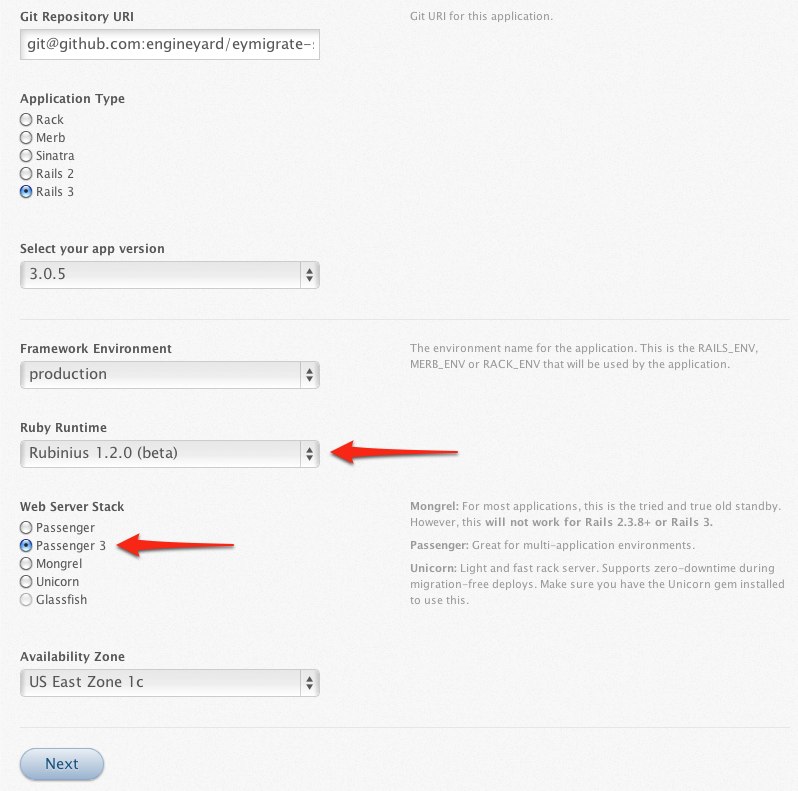 Git Repository URI
Git URI for this application.
git@github.com:engineyard/eymigrate-
Application Type
Rack
Merb
Sinatra
Rails 2
Rails 3
Select your app version
3.0.5
Framework Environment
The environment name for the application. This is the RAILS_ENV,
MERB_ENV or RACK_ENV that will be used by the application.
production
Ruby Runtime
Rubinius 1.2.0 (beta)
Web Server Stack
Passenger
Passenger 3
Mongrel
Unicorn
Glassfish
Mongrel: For most applications, this is the tried and true old standby.
However, this will not work for Rails 2.3.8+ or Rails 3.
Passenger: Great for multi-application environments.
Unicorn: Light and fast rack server. Supports zero-downtime during
migration-free deploys. Make sure you have the Unicorn gem installed
to use this.
Availability Zone
US East Zone 1c
Next